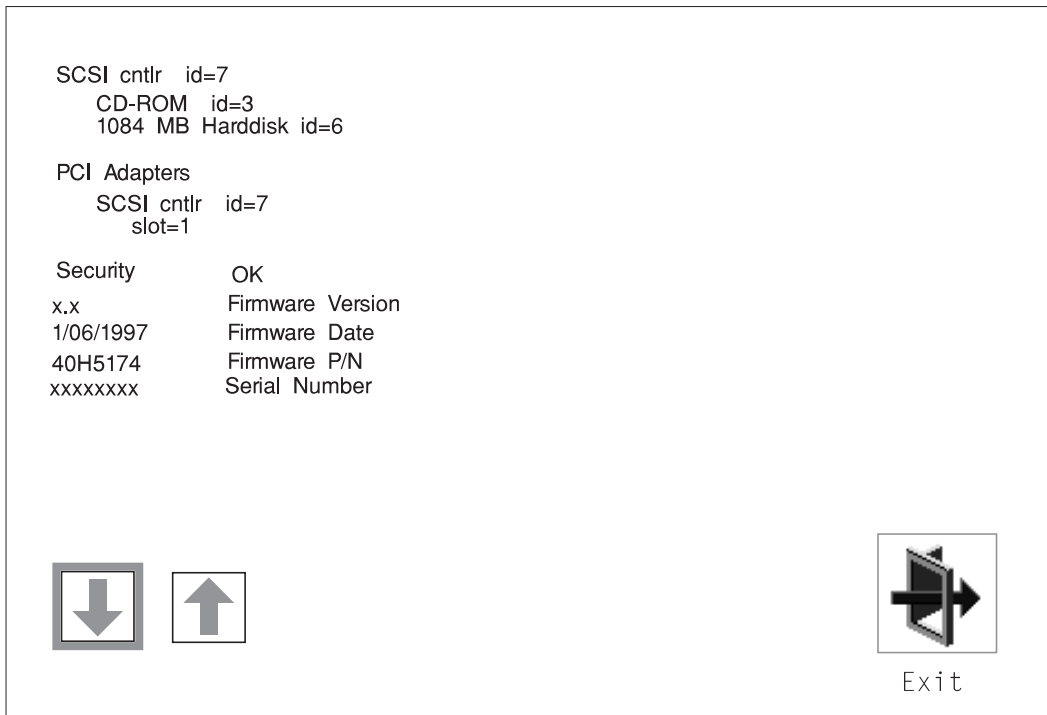 SCSI cntlr id=7
CD-ROM id=3
1084 MB Harddisk id=6
PCI Adapters
SCSI cntlr id=7
slot=1
Security OK
x.x Firmware Version
1/06/1997 Firmware Date
40H5174 Firmware P/N
xxxxxxxx Serial Number
Exit